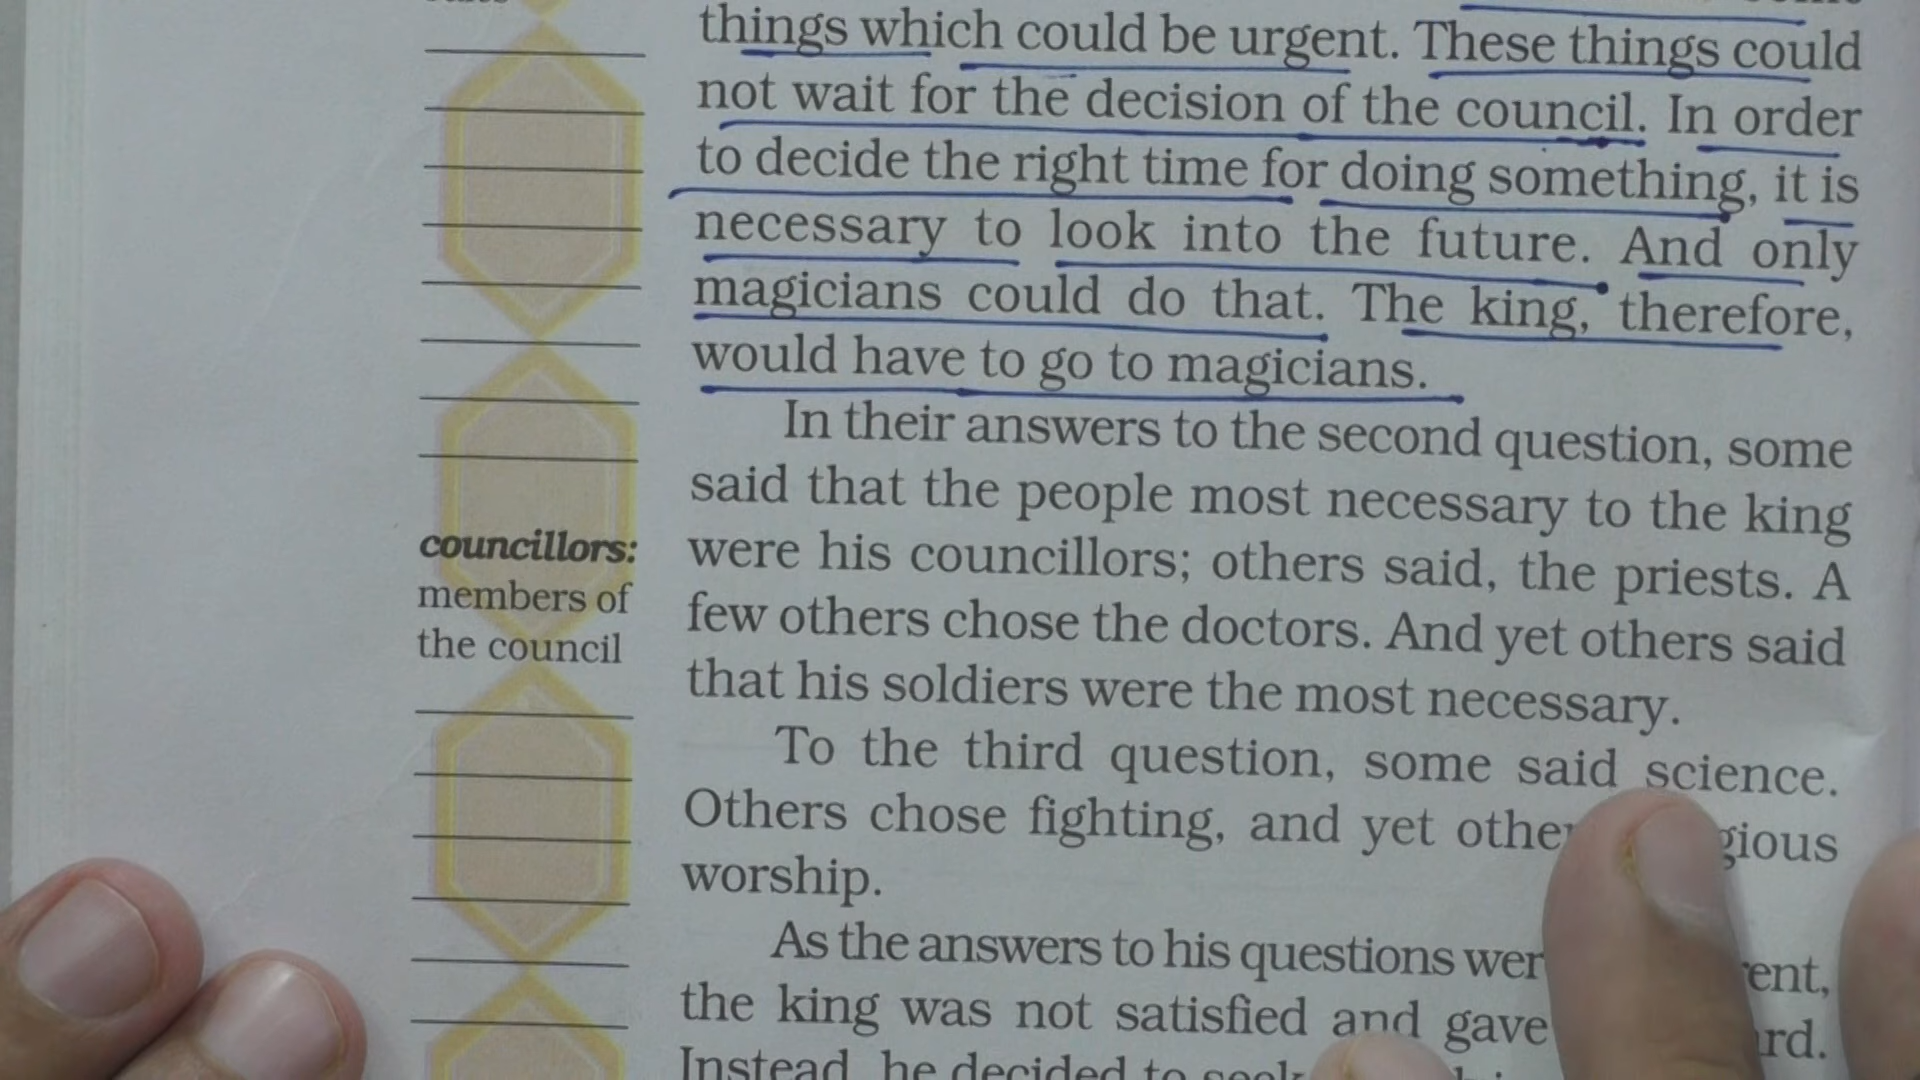 things which could be urgent. These things could
not wait for the decision of the council. In order
to decide the right time for doing something, it is
necessary to look into the future. And only
magicians could do that. The king, therefore,
would have to go to magicians.
In their answers to the second question, some
said that the people most necessary to the king
were his councillors; others said, the priests. A
few others chose the doctors. And yet others said
that his soldiers were the most necessary.
To the third question, some said science.
Others chose fighting, and yet
worship.
As the answers to his questions
the king was not satisfied and gave
Instead, he decided to
councillors:
members of
the council